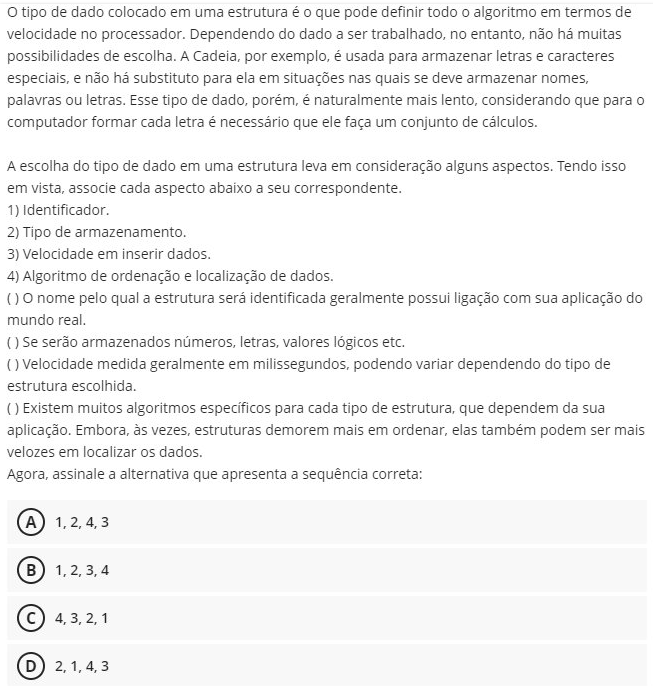 O tipo de dado colocado em uma estrutura é o que pode definir todo o algoritmo em termos de
velocidade no processador. Dependendo do dado a ser trabalhado, no entanto, não há muitas
possibilidades de escolha. A Cadeia, por exemplo, é usada para armazenar letras e caracteres
especiais, e não há substituto para ela em situações nas quais se deve armazenar nomes,
palavras ou letras. Esse tipo de dado, porém, é naturalmente mais lento, considerando que para o
computador formar cada letra é necessário que ele faça um conjunto de cálculos.
A escolha do tipo de dado em uma estrutura leva em consideração alguns aspectos. Tendo isso
em vista, associe cada aspecto abaixo a seu correspondente.
1) Identificador.
2) Tipo de armazenamento.
3) Velocidade em inserir dados.
4) Algoritmo de ordenação e localização de dados.
( ) O nome pelo qual a estrutura será identificada geralmente possui ligação com sua aplicação do
mundo real.
( ) Se serão armazenados números, letras, valores lógicos etc.
( ) Velocidade medida geralmente em milissegundos, podendo variar dependendo do tipo de
estrutura escolhida.
( ) Existem muitos algoritmos específicos para cada tipo de estrutura, que dependem da sua
aplicação. Embora, às vezes, estruturas demorem mais em ordenar, elas também podem ser mais
velozes em localizar os dados.
Agora, assinale a alternativa que apresenta a sequência correta:
A 1, 2, 4, 3
B 1, 2, 3, 4
C 4, 3, 2, 1
D 2, 1, 4, 3